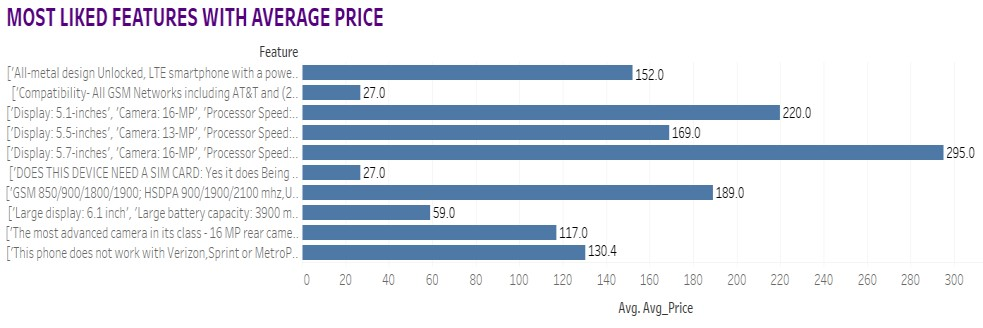 MOST LIKED FEATURES WITH AVERAGE PRICE
Feature
['All-metal design Unlocked, LTE smartphone with a powe.. 152.0
['Compatibility- All GSM Networks including AT&T and (2.. 27.0
['Display: 5.1-inches', 'Camera: 16-MP', 'Processor Speed:.. 220.0
['Display: 5.5-inches', 'Camera: 13-MP', 'Processor Speed:.. 169.0
['Display: 5.7-inches', 'Camera: 16-MP', 'Processor Speed:.. 295.0
['DOES THIS DEVICE NEED A SIM CARD: Yes it does Being .. 27.0
['GSM 850/900/1800/1900; HSDPA 900/1900/2100 mhz,U.. 189.0
['Large display: 6.1 inch', 'Large battery capacity: 3900 m.. 59.0
['The most advanced camera in its class - 16 MP rear came.. 117.0
['This phone does not work with Verizon,Sprint or MetroP.. 130.4
0 20 40 60 80 100 120 140 160 180 200 220 240 260 280 300
Avg. Avg_Price